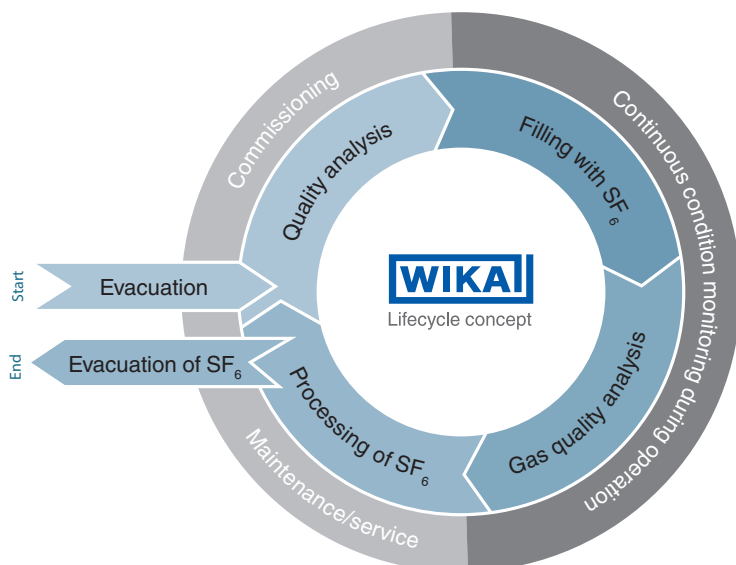 Commissioning
Continuous condition monitoring during operation
Quality analysis
Filling with SF₆
Start
Evacuation
WIKA
Lifecycle concept
End
Evacuation of SF₆
Processing of SF₆
Gas quality analysis
Maintenance/service